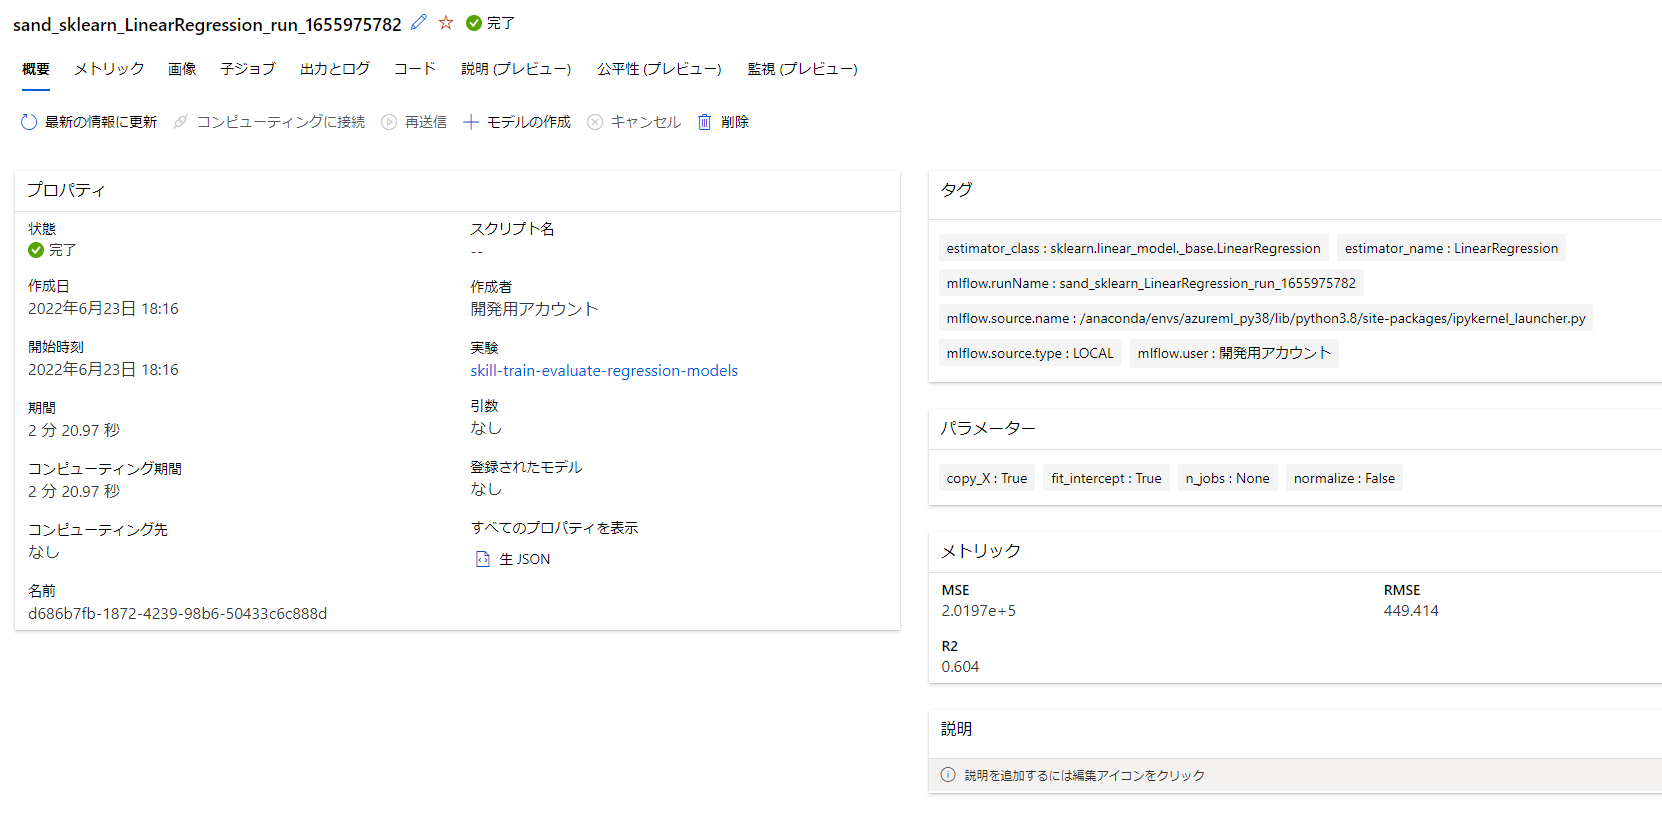 sand_sklearn_LinearRegression_run_1655975782 完了
概要 メトリック 画像 子ジョブ 出力とログ コード 説明 (プレビュー) 公平性 (プレビュー) 監視 (プレビュー)
最新の情報に更新 コンピューティングに接続 再送信 モデルの作成 キャンセル 削除
プロパティ
状態
完了
作成日
2022年6月23日 18:16
開始時刻
2022年6月23日 18:16
期間
2 分 20.97 秒
コンピューティング期間
2 分 20.97 秒
コンピューティング先
なし
名前
d686b7fb-1872-4239-98b6-50433c6c888d
スクリプト名
--
作成者
開発用アカウント
実験
skill-train-evaluate-regression-models
引数
なし
登録されたモデル
なし
すべてのプロパティを表示
生 JSON
タグ
estimator_class : sklearn.linear_model._base.LinearRegression estimator_name : LinearRegression
mlflow.runName : sand_sklearn_LinearRegression_run_1655975782
mlflow.source.name : /anaconda/envs/azureml_py38/lib/python3.8/site-packages/ipykernel_launcher.py
mlflow.source.type : LOCAL mlflow.user : 開発用アカウント
パラメーター
copy_X : True fit_intercept : True n_jobs : None normalize : False
メトリック
MSE
2.0197e+5
RMSE
449.414
R2
0.604
説明
説明を追加するには編集アイコンをクリック